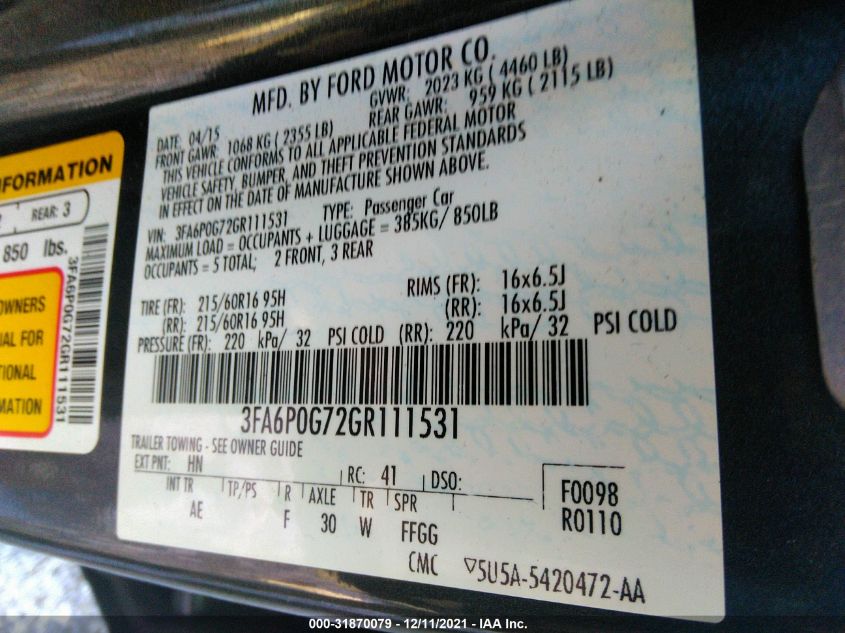 MFD. BY FORD MOTOR CO.
DATE: 04/15 GVWR: 2023 KG ( 4460 LB)
FRONT GAWR: 1068 KG ( 2355 LB) REAR GAWR: 959 KG ( 2115 LB)
THIS VEHICLE CONFORMS TO ALL APPLICABLE FEDERAL MOTOR
VEHICLE SAFETY, BUMPER, AND THEFT PREVENTION STANDARDS
IN EFFECT ON THE DATE OF MANUFACTURE SHOWN ABOVE.
VIN: 3FA6P0G72GR111531 TYPE: Passenger Car
MAXIMUM LOAD = OCCUPANTS + LUGGAGE = 385KG/ 850LB
OCCUPANTS = 5 TOTAL; 2 FRONT, 3 REAR
TIRE (FR): 215/60R16 95H RIMS (FR): 16x6.5J
(RR): 215/60R16 95H (RR): 16x6.5J
PRESSURE (FR): 220 kPa/ 32 PSI COLD (RR): 220 kPa/ 32 PSI COLD
3FA6P0G72GR111531
TRAILER TOWING - SEE OWNER GUIDE
EXT PNT: HN RC: 41 DSO:
INT TR TP/PS R AXLE TR SPR
AE F 30 W FFGG
F0098
R0110
CMC ▽5U5A-5420472-AA
FORMATION
REAR: 3
850 lbs.
OWNERS
FOR
MATION
3FA6P0G72GR111531
000-31870079 - 12/11/2021 - IAA Inc.